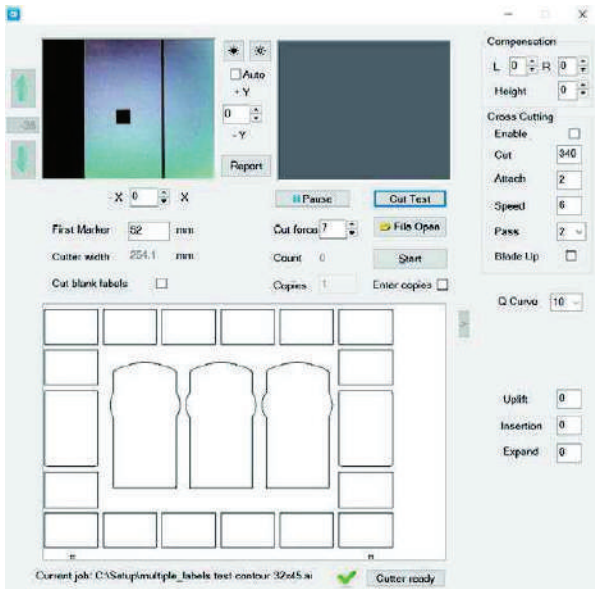 Compensation
L 0 R 0
Height 0
-36
Auto
+ Y
0
- Y
Report
Cross Cutting
Enable
Cut 340
Attach 2
Speed 6
Pass 2
Blade Up
- X 0 X
Pause
Cut Test
First Marker 52 mm
Cut force 7
File Open
Cutter width 254.1 mm
Count 0
Start
Cut blank labels
Copies 1
Enter copies
Q Curve 10
Uplift 0
Insertion 0
Expand 0
Current job: C:\Setup\multiple_labels test contour 32x45.ai
Cutter ready